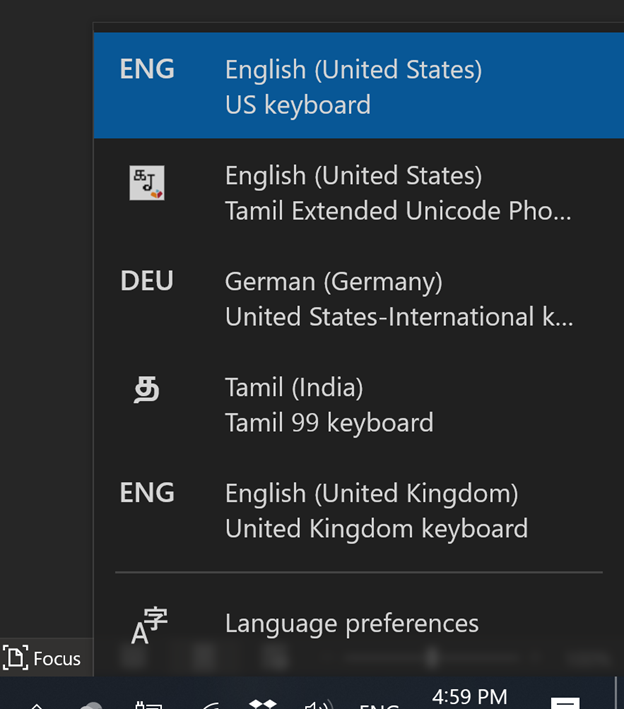 ENG English (United States)
US keyboard
English (United States)
Tamil Extended Unicode Pho...
DEU German (Germany)
United States-International k...
த Tamil (India)
Tamil 99 keyboard
ENG English (United Kingdom)
United Kingdom keyboard
A字 Language preferences
Focus
4:59 PM
ENG